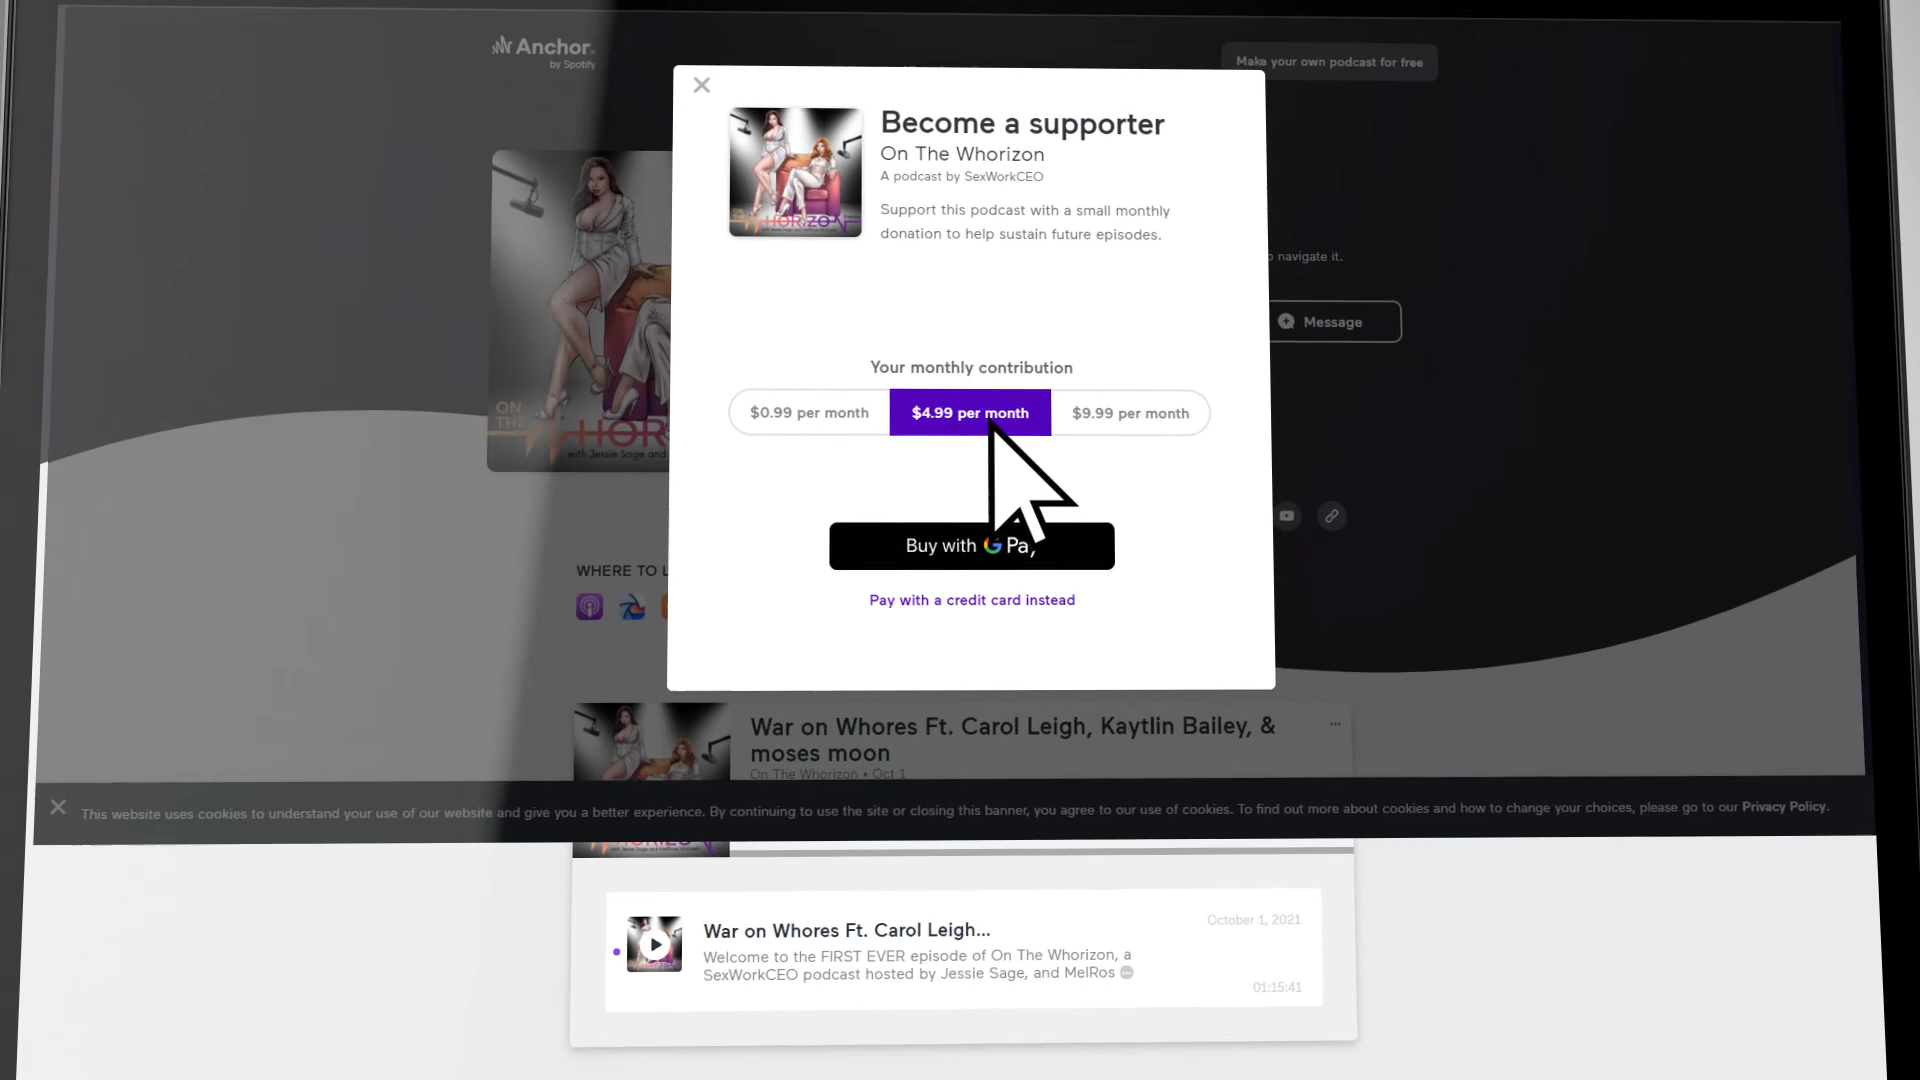 Anchor
by Spotify
Make your own podcast for free
Become a supporter
On The Whorizon
A podcast by SexWorkCEO
Support this podcast with a small monthly
donation to help sustain future episodes.
navigate it.
Message
Your monthly contribution
$0.99 per month
$4.99 per month
$9.99 per month
ON
THE
HOR
with Jessie Sage and
Buy with G Pa
Pay with a credit card instead
WHERE TO L
War on Whores Ft. Carol Leigh, Kaytlin Bailey, &
moses moon
On The Whorizon • Oct 1
This website uses cookies to understand your use of our website and give you a better experience. By continuing to use the site or closing this banner, you agree to our use of cookies. To find out more about cookies and how to change your choices, please go to our Privacy Policy.
War on Whores Ft. Carol Leigh...
October 1, 2021
Welcome to the FIRST EVER episode of On The Whorizon, a
SexWorkCEO podcast hosted by Jessie Sage, and MelRos
01:15:41